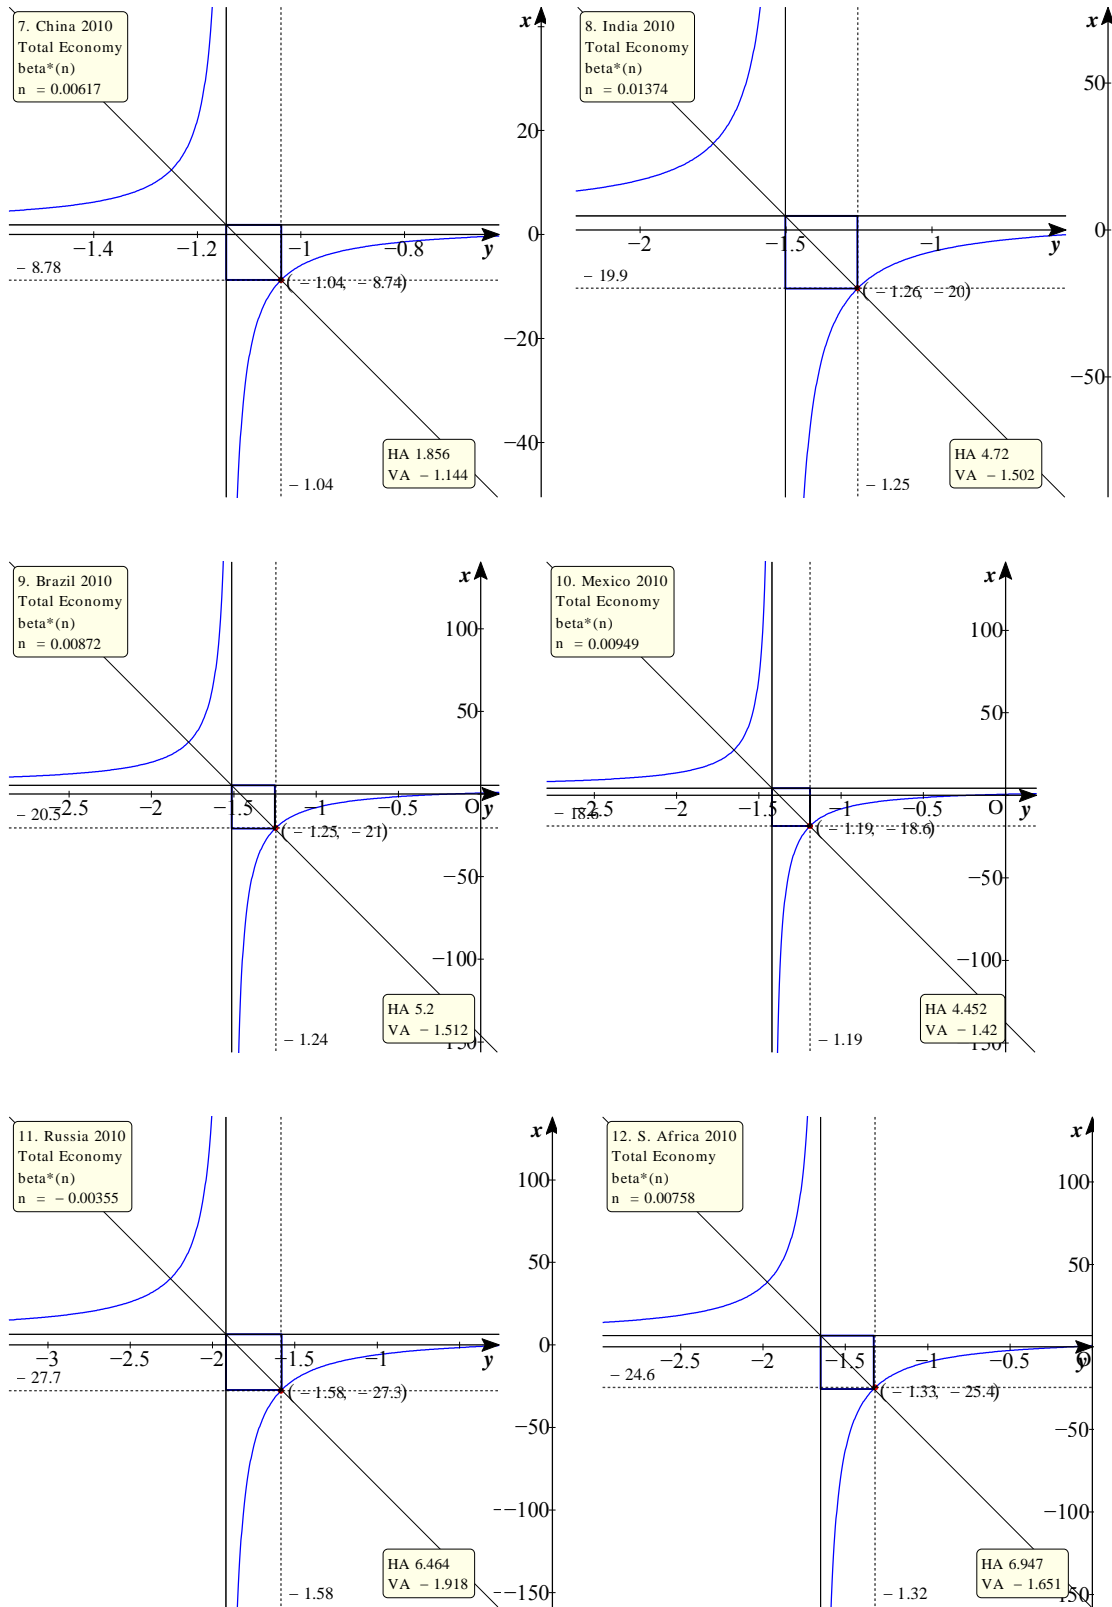 7. China 2010
Total Economy
beta*(n)
n = 0.00617
x
20
0
−20
−40
−1.4
−1.2
−1
−0.8
y
− 8.78
(− 1.04, − 8.74)
HA 1.856
VA − 1.144
− 1.04
8. India 2010
Total Economy
beta*(n)
n = 0.01374
x
50
0
−50
−2
−1.5
−1
y
− 19.9
(− 1.26, − 20)
HA 4.72
VA − 1.502
− 1.25
9. Brazil 2010
Total Economy
beta*(n)
n = 0.00872
x
100
50
O
−50
−100
150
−2.5
−2
−1.5
−1
−0.5
y
− 20.5
(− 1.25, − 21)
HA 5.2
VA − 1.512
− 1.24
10. Mexico 2010
Total Economy
beta*(n)
n = 0.00949
x
100
50
O
−50
−100
150
−2.5
−2
−1.5
−1
−0.5
y
− 18.6
(− 1.19, − 18.6)
HA 4.452
VA − 1.42
− 1.19
11. Russia 2010
Total Economy
beta*(n)
n = − 0.00355
x
100
50
0
−50
−100
−150
−3
−2.5
−2
−1.5
−1
y
− 27.7
(− 1.58, − 27.3)
HA 6.464
VA − 1.918
− 1.58
12. S. Africa 2010
Total Economy
beta*(n)
n = 0.00758
x
100
50
O
−50
−100
150
−2.5
−2
−1.5
−1
−0.5
y
− 24.6
(− 1.33, − 25.4)
HA 6.947
VA − 1.651
− 1.32